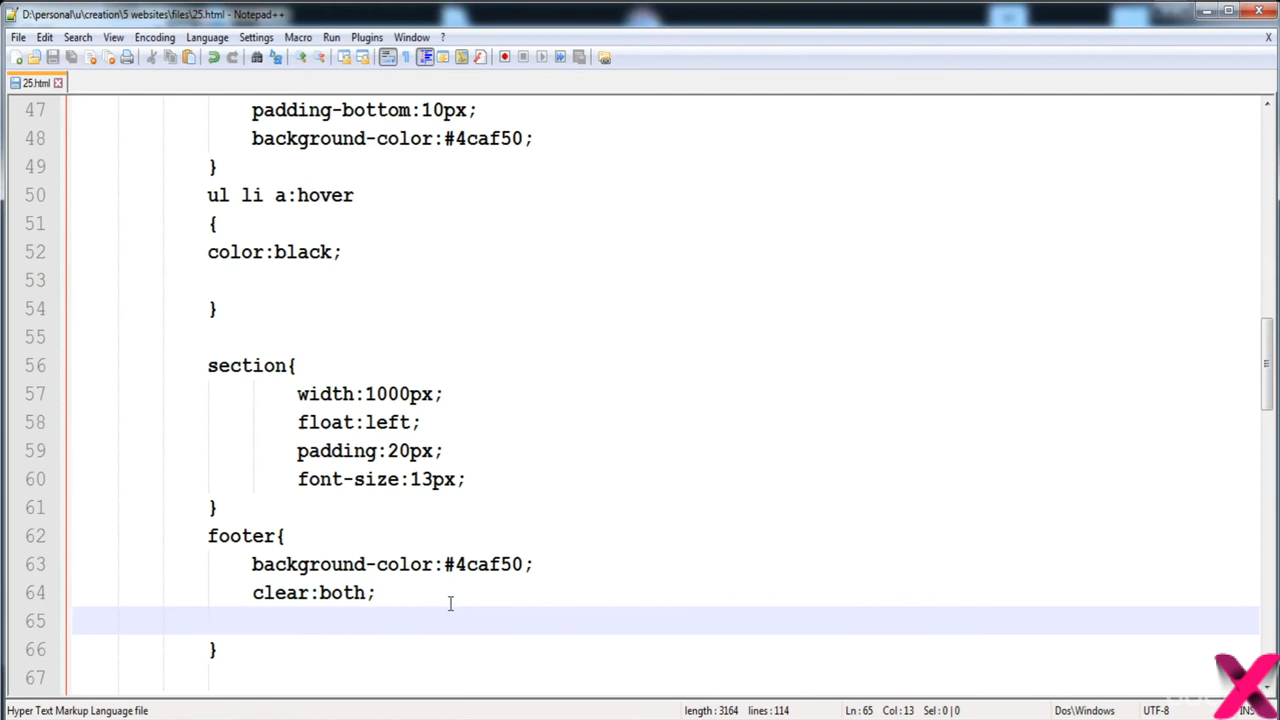 D:\personal\u\creation\5 websites\files\25.html - Notepad++
File Edit Search View Encoding Language Settings Macro Run Plugins Window ? X
25.html
47 padding-bottom:10px;
48 background-color:#4caf50;
49 }
50 ul li a:hover
51 {
52 color:black;
53
54 }
55
56 section{
57 width:1000px;
58 float:left;
59 padding:20px;
60 font-size:13px;
61 }
62 footer{
63 background-color:#4caf50;
64 clear:both;
65
66 }
67
Hyper Text Markup Language file length : 3164 lines : 114 Ln : 65 Col : 13 Sel : 0 | 0 Dos\Windows UTF-8 INS